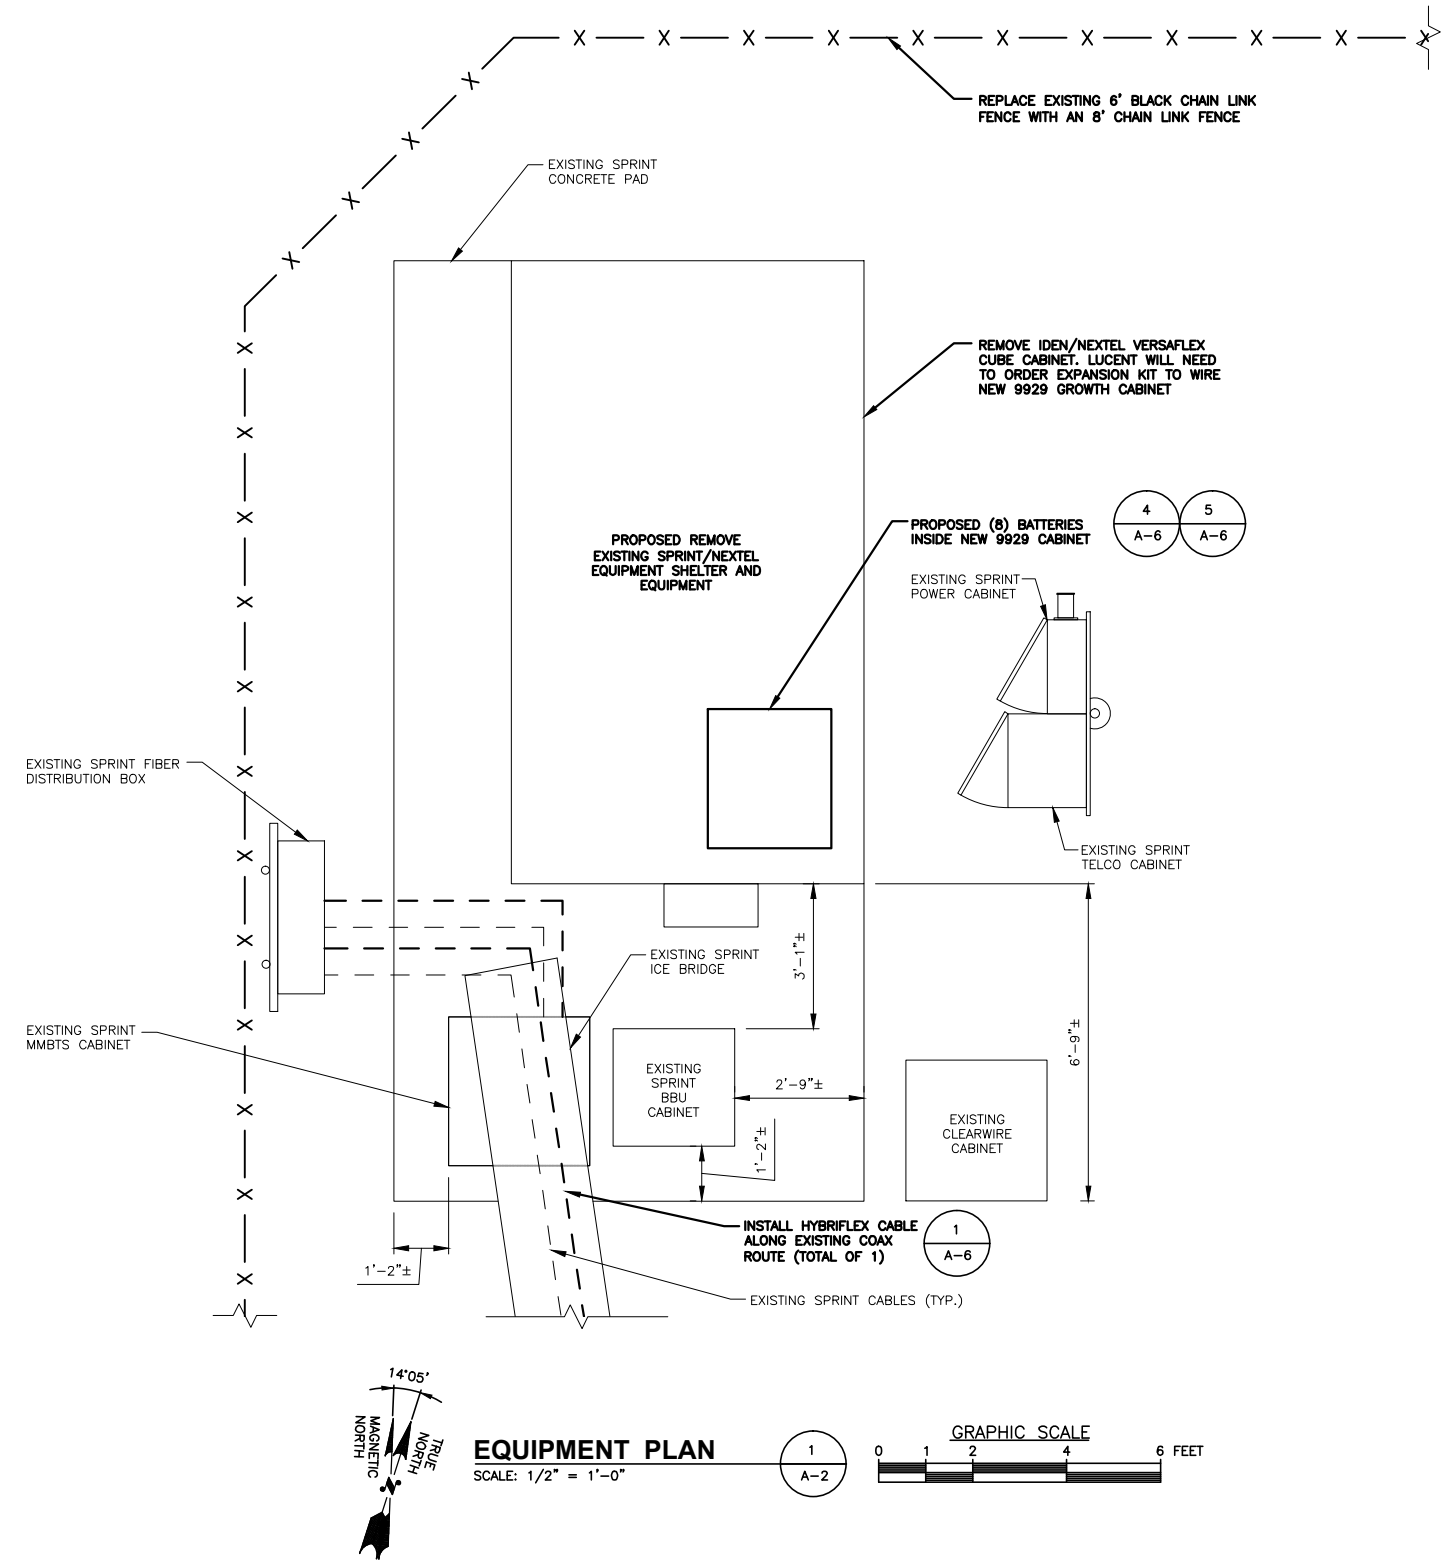 REPLACE EXISTING 6' BLACK CHAIN LINK
FENCE WITH AN 8' CHAIN LINK FENCE
EXISTING SPRINT
CONCRETE PAD
REMOVE IDEN/NEXTEL VERSAFLEX
CUBE CABINET. LUCENT WILL NEED
TO ORDER EXPANSION KIT TO WIRE
NEW 9929 GROWTH CABINET
PROPOSED REMOVE
EXISTING SPRINT/NEXTEL
EQUIPMENT SHELTER AND
EQUIPMENT
PROPOSED (8) BATTERIES
INSIDE NEW 9929 CABINET
4
A-6
5
A-6
EXISTING SPRINT
POWER CABINET
EXISTING SPRINT FIBER
DISTRIBUTION BOX
EXISTING SPRINT
TELCO CABINET
EXISTING SPRINT
ICE BRIDGE
3'-1"±
6'-9"±
EXISTING SPRINT
MMBTS CABINET
EXISTING
SPRINT
BBU
CABINET
2'-9"±
1'-2"±
EXISTING
CLEARWIRE
CABINET
INSTALL HYBRIFLEX CABLE
ALONG EXISTING COAX
ROUTE (TOTAL OF 1)
1
A-6
1'-2"±
EXISTING SPRINT CABLES (TYP.)
14°05'
MAGNETIC
NORTH
TRUE
NORTH
N
EQUIPMENT PLAN
SCALE: 1/2" = 1'-0"
1
A-2
GRAPHIC SCALE
0 1 2 4 6 FEET